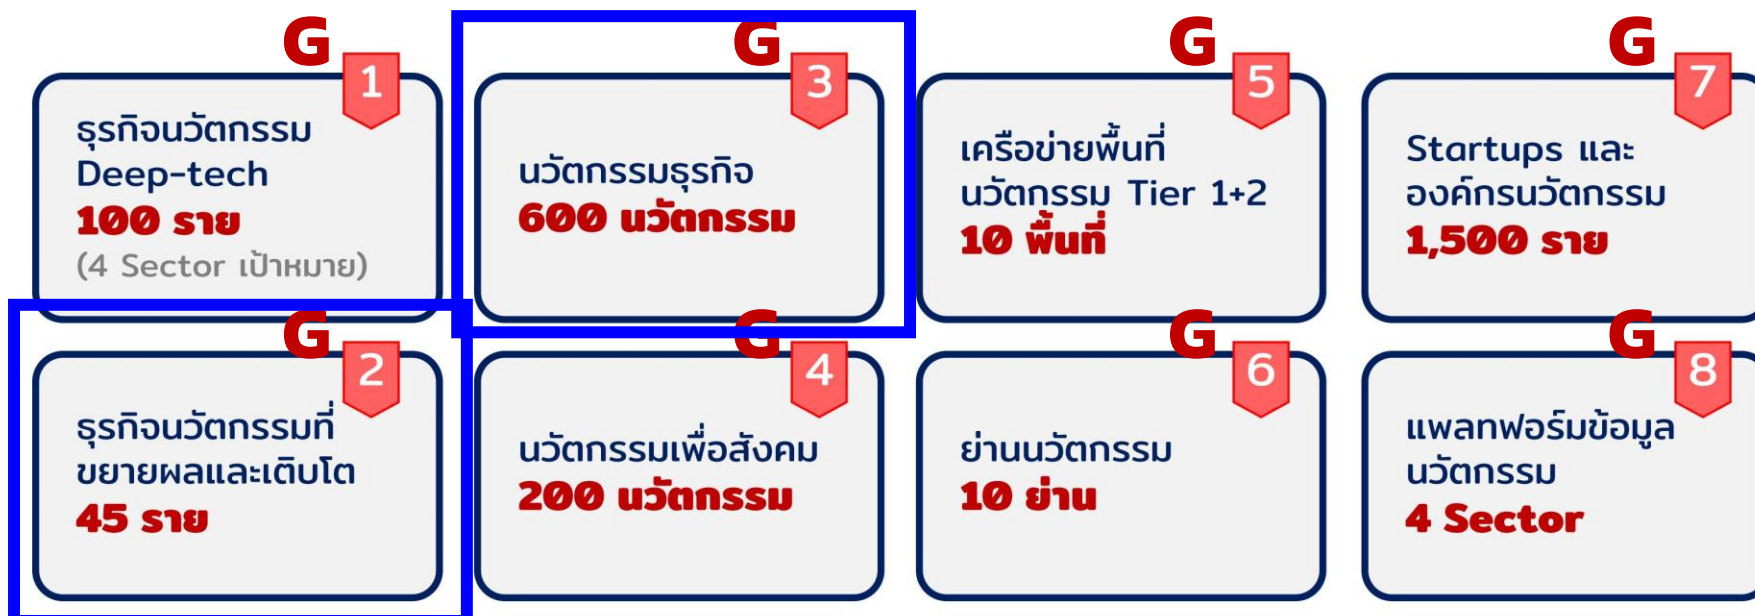 G
1
ธุรกิจนวัตกรรม
Deep-tech
100 ราย
(4 Sector เป้าหมาย)
G
2
ธุรกิจนวัตกรรมที่
ขยายผลและเติบโต
45 ราย
G
3
นวัตกรรมธุรกิจ
600 นวัตกรรม
G
4
นวัตกรรมเพื่อสังคม
200 นวัตกรรม
G
5
เครือข่ายพื้นที่
นวัตกรรม Tier 1+2
10 พื้นที่
G
6
ย่านนวัตกรรม
10 ย่าน
G
7
Startups และ
องค์กรนวัตกรรม
1,500 ราย
G
8
แพลทฟอร์มข้อมูล
นวัตกรรม
4 Sector